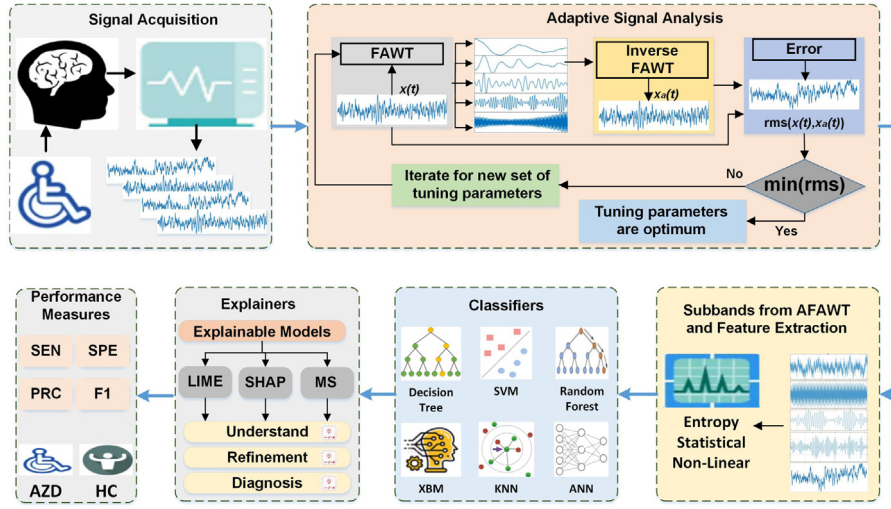 Signal Acquisition
Adaptive Signal Analysis
FAWT
x(t)
Inverse
FAWT
xa(t)
Error
rms(x(t),xa(t))
No
min(rms)
Yes
Iterate for new set of
tuning parameters
Tuning parameters
are optimum
Performance
Measures
SEN
SPE
PRC
F1
AZD
HC
Explainers
Explainable Models
LIME
SHAP
MS
Understand
Refinement
Diagnosis
Classifiers
Decision
Tree
SVM
Random
Forest
XBM
KNN
ANN
Subbands from AFAWT
and Feature Extraction
Entropy
Statistical
Non-Linear